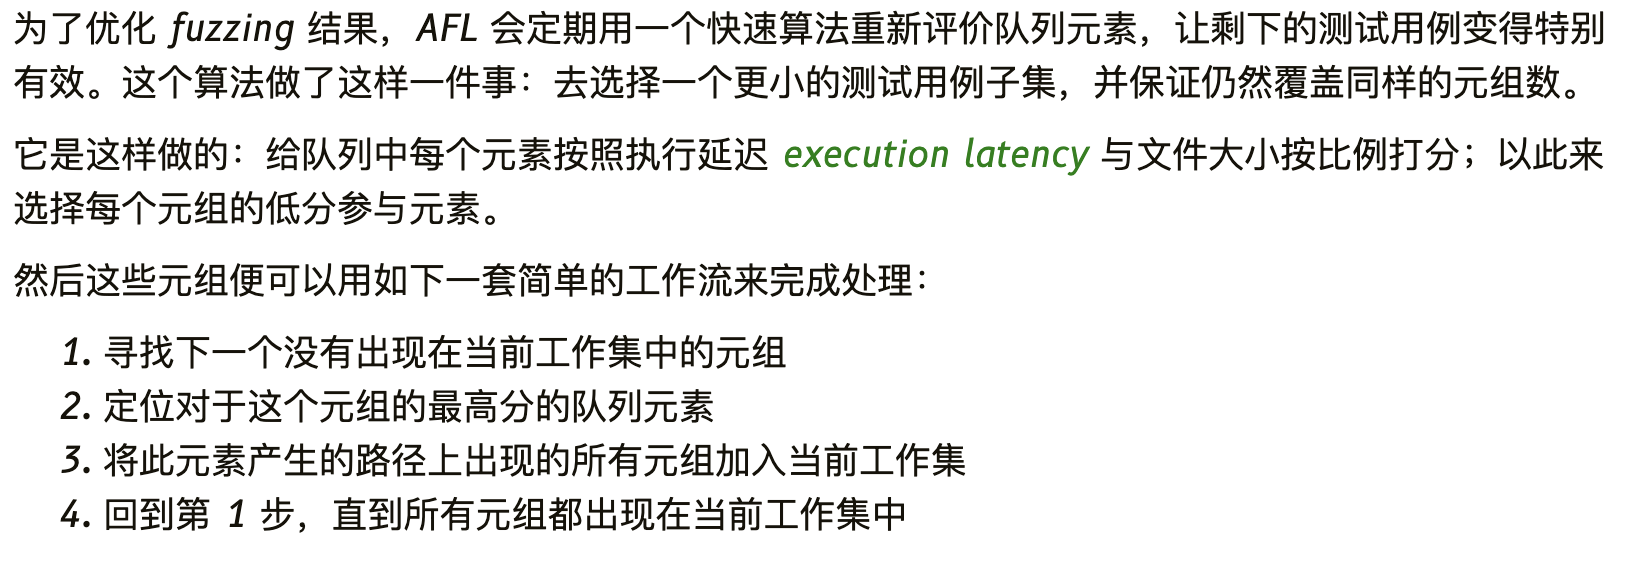 为了优化 fuzzing 结果，AFL 会定期用一个快速算法重新评价队列元素，让剩下的测试用例变得特别
有效。这个算法做了这样一件事：去选择一个更小的测试用例子集，并保证仍然覆盖同样的元组数。
它是这样做的：给队列中每个元素按照执行延迟 execution latency 与文件大小按比例打分；以此来
选择每个元组的低分参与元素。
然后这些元组便可以用如下一套简单的工作流来完成处理：
1. 寻找下一个没有出现在当前工作集中的元组
2. 定位对于这个元组的最高分的队列元素
3. 将此元素产生的路径上出现的所有元组加入当前工作集
4. 回到第 1 步，直到所有元组都出现在当前工作集中